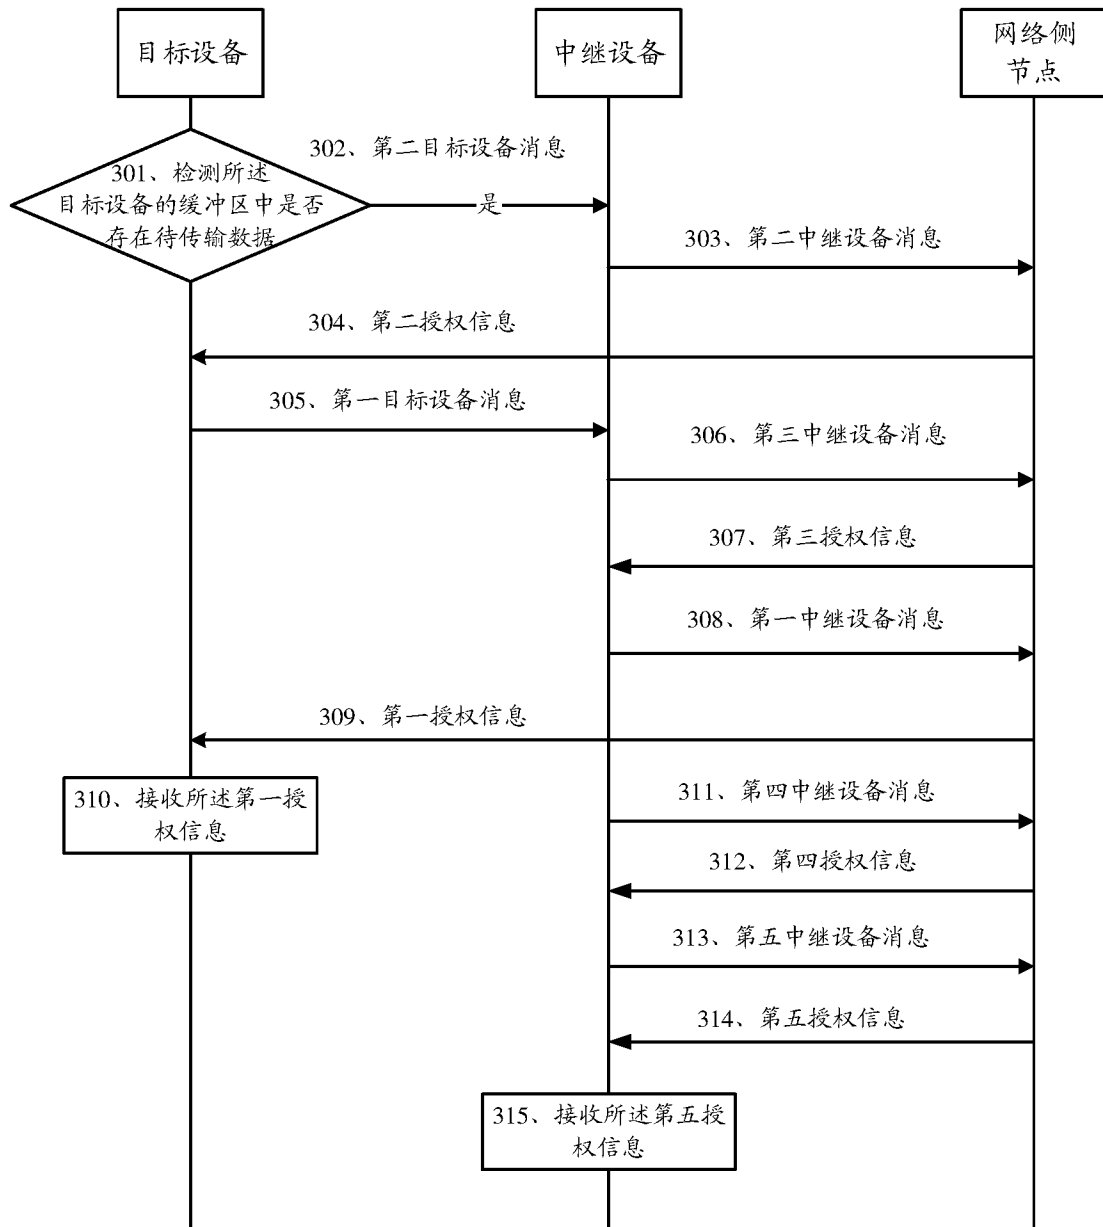 目标设备
中继设备
网络侧
节点
302、第二目标设备消息
301、检测所述
目标设备的缓冲区中是否
存在待传输数据
是
303、第二中继设备消息
304、第二授权信息
305、第一目标设备消息
306、第三中继设备消息
307、第三授权信息
308、第一中继设备消息
309、第一授权信息
310、接收所述第一授
权信息
311、第四中继设备消息
312、第四授权信息
313、第五中继设备消息
314、第五授权信息
315、接收所述第五授
权信息